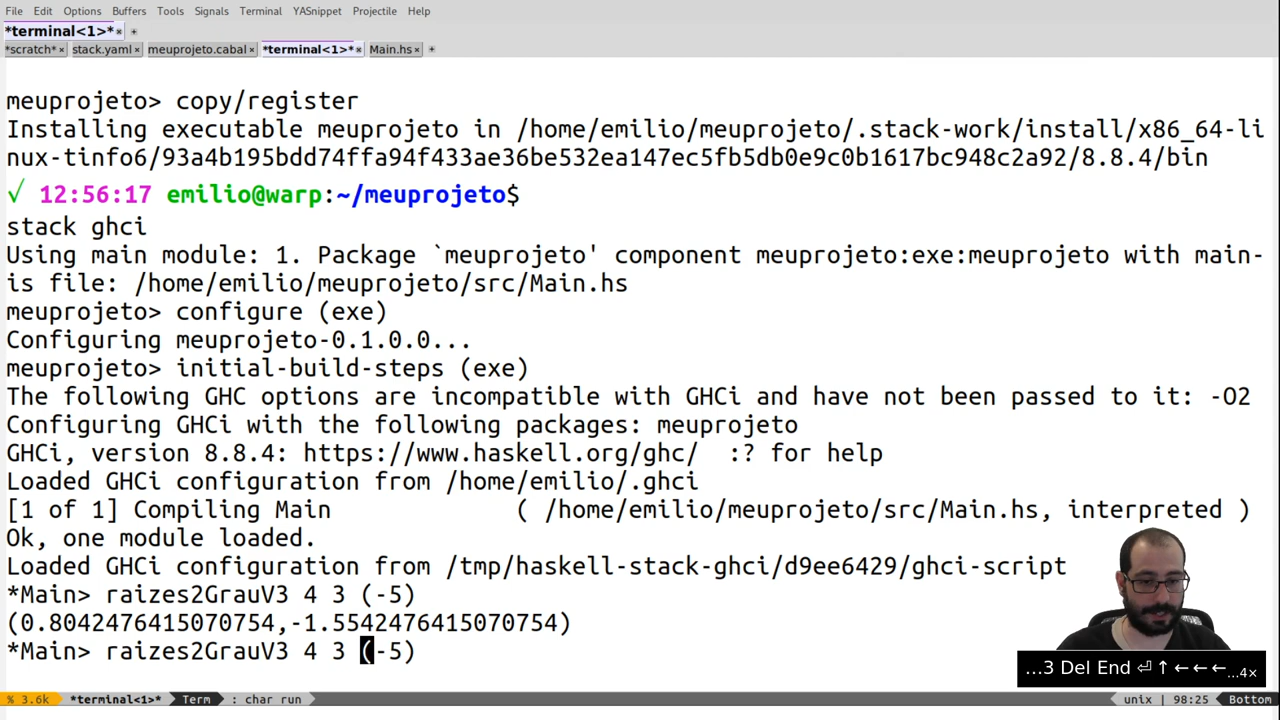 File Edit Options Buffers Tools Signals Terminal YASnippet Projectile Help
*terminal<1>* × +
*scratch* × stack.yaml × meuprojeto.cabal × *terminal<1>* × Main.hs × +
meuprojeto> copy/register
Installing executable meuprojeto in /home/emilio/meuprojeto/.stack-work/install/x86_64-li
nux-tinfo6/93a4b195bdd74ffa94f433ae36be532ea147ec5fb5db0e9c0b1617bc948c2a92/8.8.4/bin
√ 12:56:17 emilio@warp:~/meuprojeto$
stack ghci
Using main module: 1. Package `meuprojeto' component meuprojeto:exe:meuprojeto with main-
is file: /home/emilio/meuprojeto/src/Main.hs
meuprojeto> configure (exe)
Configuring meuprojeto-0.1.0.0...
meuprojeto> initial-build-steps (exe)
The following GHC options are incompatible with GHCi and have not been passed to it: -O2
Configuring GHCi with the following packages: meuprojeto
GHCi, version 8.8.4: https://www.haskell.org/ghc/  :? for help
Loaded GHCi configuration from /home/emilio/.ghci
[1 of 1] Compiling Main             ( /home/emilio/meuprojeto/src/Main.hs, interpreted )
Ok, one module loaded.
Loaded GHCi configuration from /tmp/haskell-stack-ghci/d9ee6429/ghci-script
*Main> raizes2GrauV3 4 3 (-5)
(0.8042476415070754,-1.5542476415070754)
*Main> raizes2GrauV3 4 3 (-5)
...3 Del End ⏎ ↑ ← ← ← ...4×
% 3.6k *terminal<1>* Term : char run unix | 98:25 Bottom